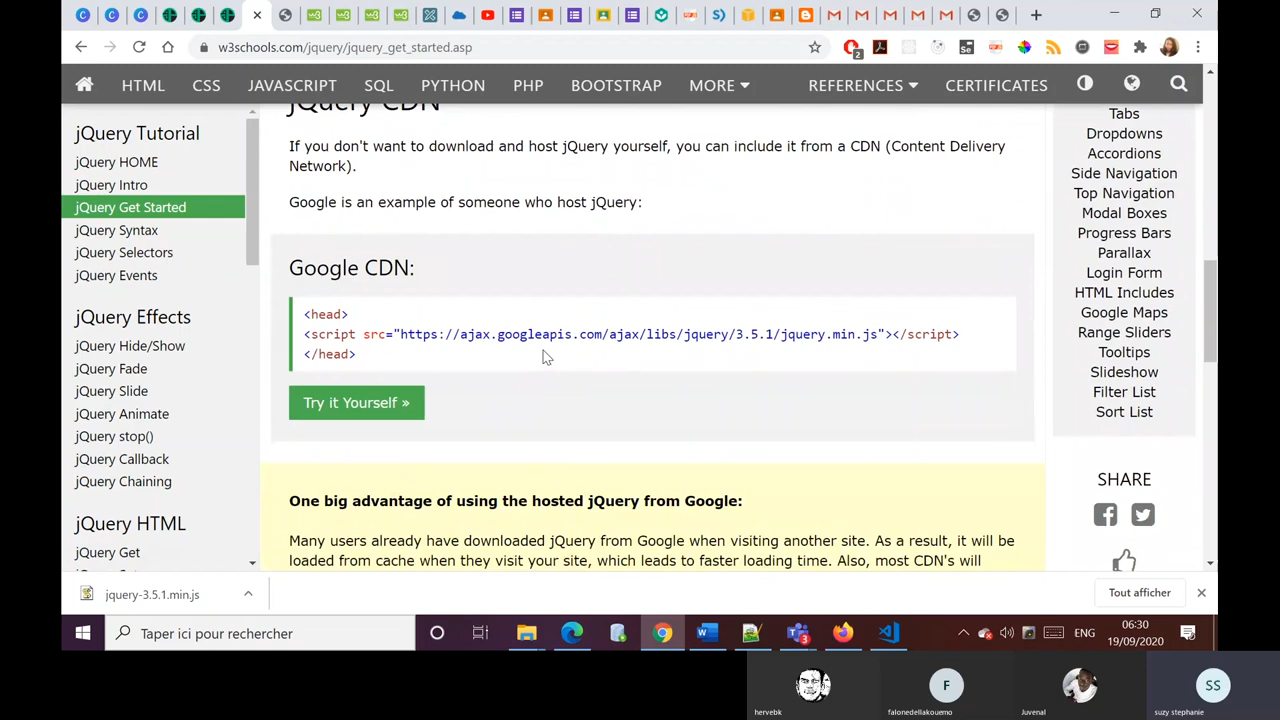 w3schools.com/jquery/jquery_get_started.asp
2
HTML CSS JAVASCRIPT SQL PYTHON PHP BOOTSTRAP MORE REFERENCES CERTIFICATES
jQuery Tutorial
jQuery HOME
jQuery Intro
jQuery Get Started
jQuery Syntax
jQuery Selectors
jQuery Events
jQuery Effects
jQuery Hide/Show
jQuery Fade
jQuery Slide
jQuery Animate
jQuery stop()
jQuery Callback
jQuery Chaining
jQuery HTML
jQuery Get
jQuery CDN
If you don't want to download and host jQuery yourself, you can include it from a CDN (Content Delivery
Network).
Google is an example of someone who host jQuery:
Google CDN:
<head>
<script src="https://ajax.googleapis.com/ajax/libs/jquery/3.5.1/jquery.min.js"></script>
</head>
Try it Yourself »
One big advantage of using the hosted jQuery from Google:
Many users already have downloaded jQuery from Google when visiting another site. As a result, it will be
loaded from cache when they visit your site, which leads to faster loading time. Also, most CDN's will
Tabs
Dropdowns
Accordions
Side Navigation
Top Navigation
Modal Boxes
Progress Bars
Parallax
Login Form
HTML Includes
Google Maps
Range Sliders
Tooltips
Slideshow
Filter List
Sort List
SHARE
jquery-3.5.1.min.js
Tout afficher
Taper ici pour rechercher
3
ENG
06:30
19/09/2020
F
SS
hervebk
falonedellakouemo
Juvenal
suzy stephanie